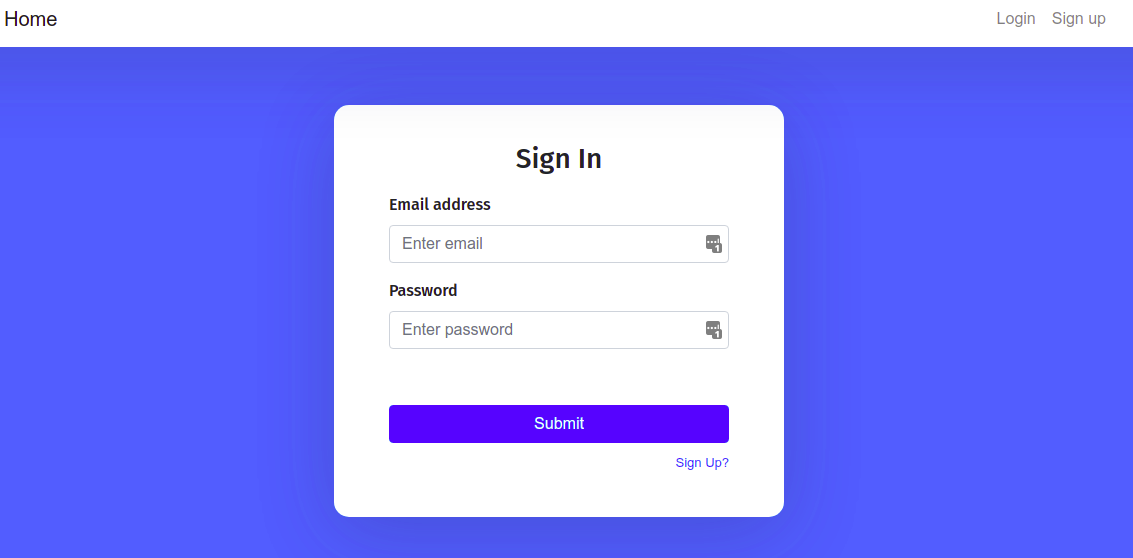 Home Login Sign up
Sign In
Email address
Enter email
Password
Enter password
Submit
Sign Up?